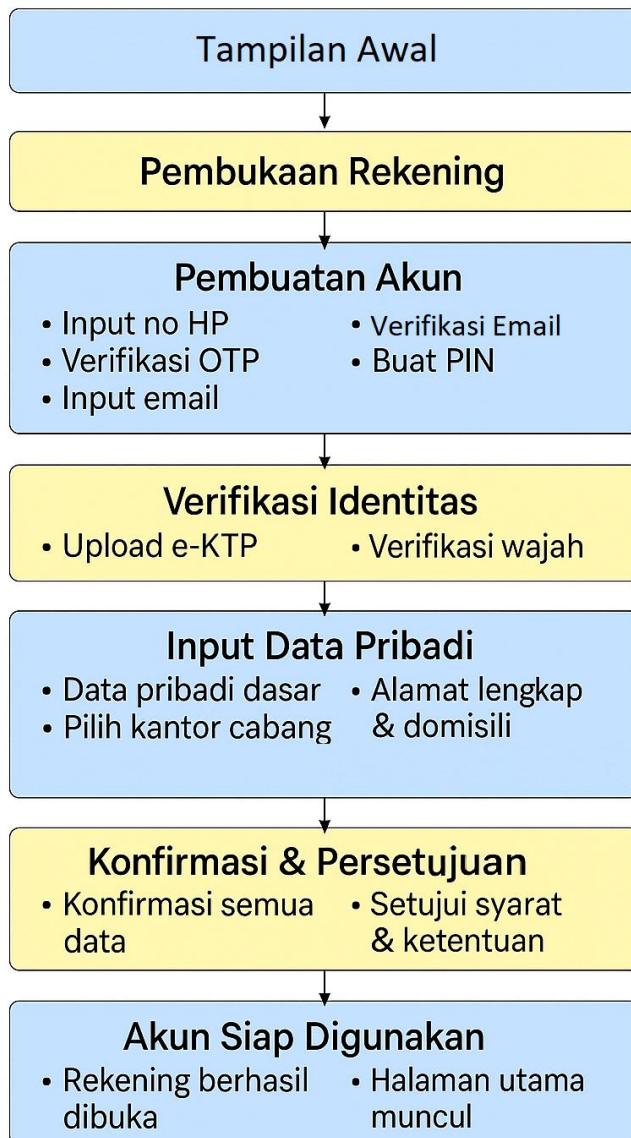 Tampilan Awal
Pembukaan Rekening
Pembuatan Akun
• Input no HP
• Verifikasi OTP
• Input email
• Verifikasi Email
• Buat PIN
Verifikasi Identitas
• Upload e-KTP
• Verifikasi wajah
Input Data Pribadi
• Data pribadi dasar
• Pilih kantor cabang
• Alamat lengkap
& domisili
Konfirmasi & Persetujuan
• Konfirmasi semua
data
• Setujui syarat
& ketentuan
Akun Siap Digunakan
• Rekening berhasil
dibuka
• Halaman utama
muncul